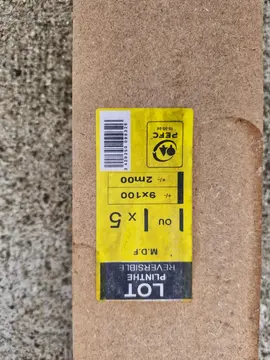 LOT
PLINTHE
REVERSIBLE
M.D.F
Ou
x 5
+/- 9x100
+/- 2m00
PEFC